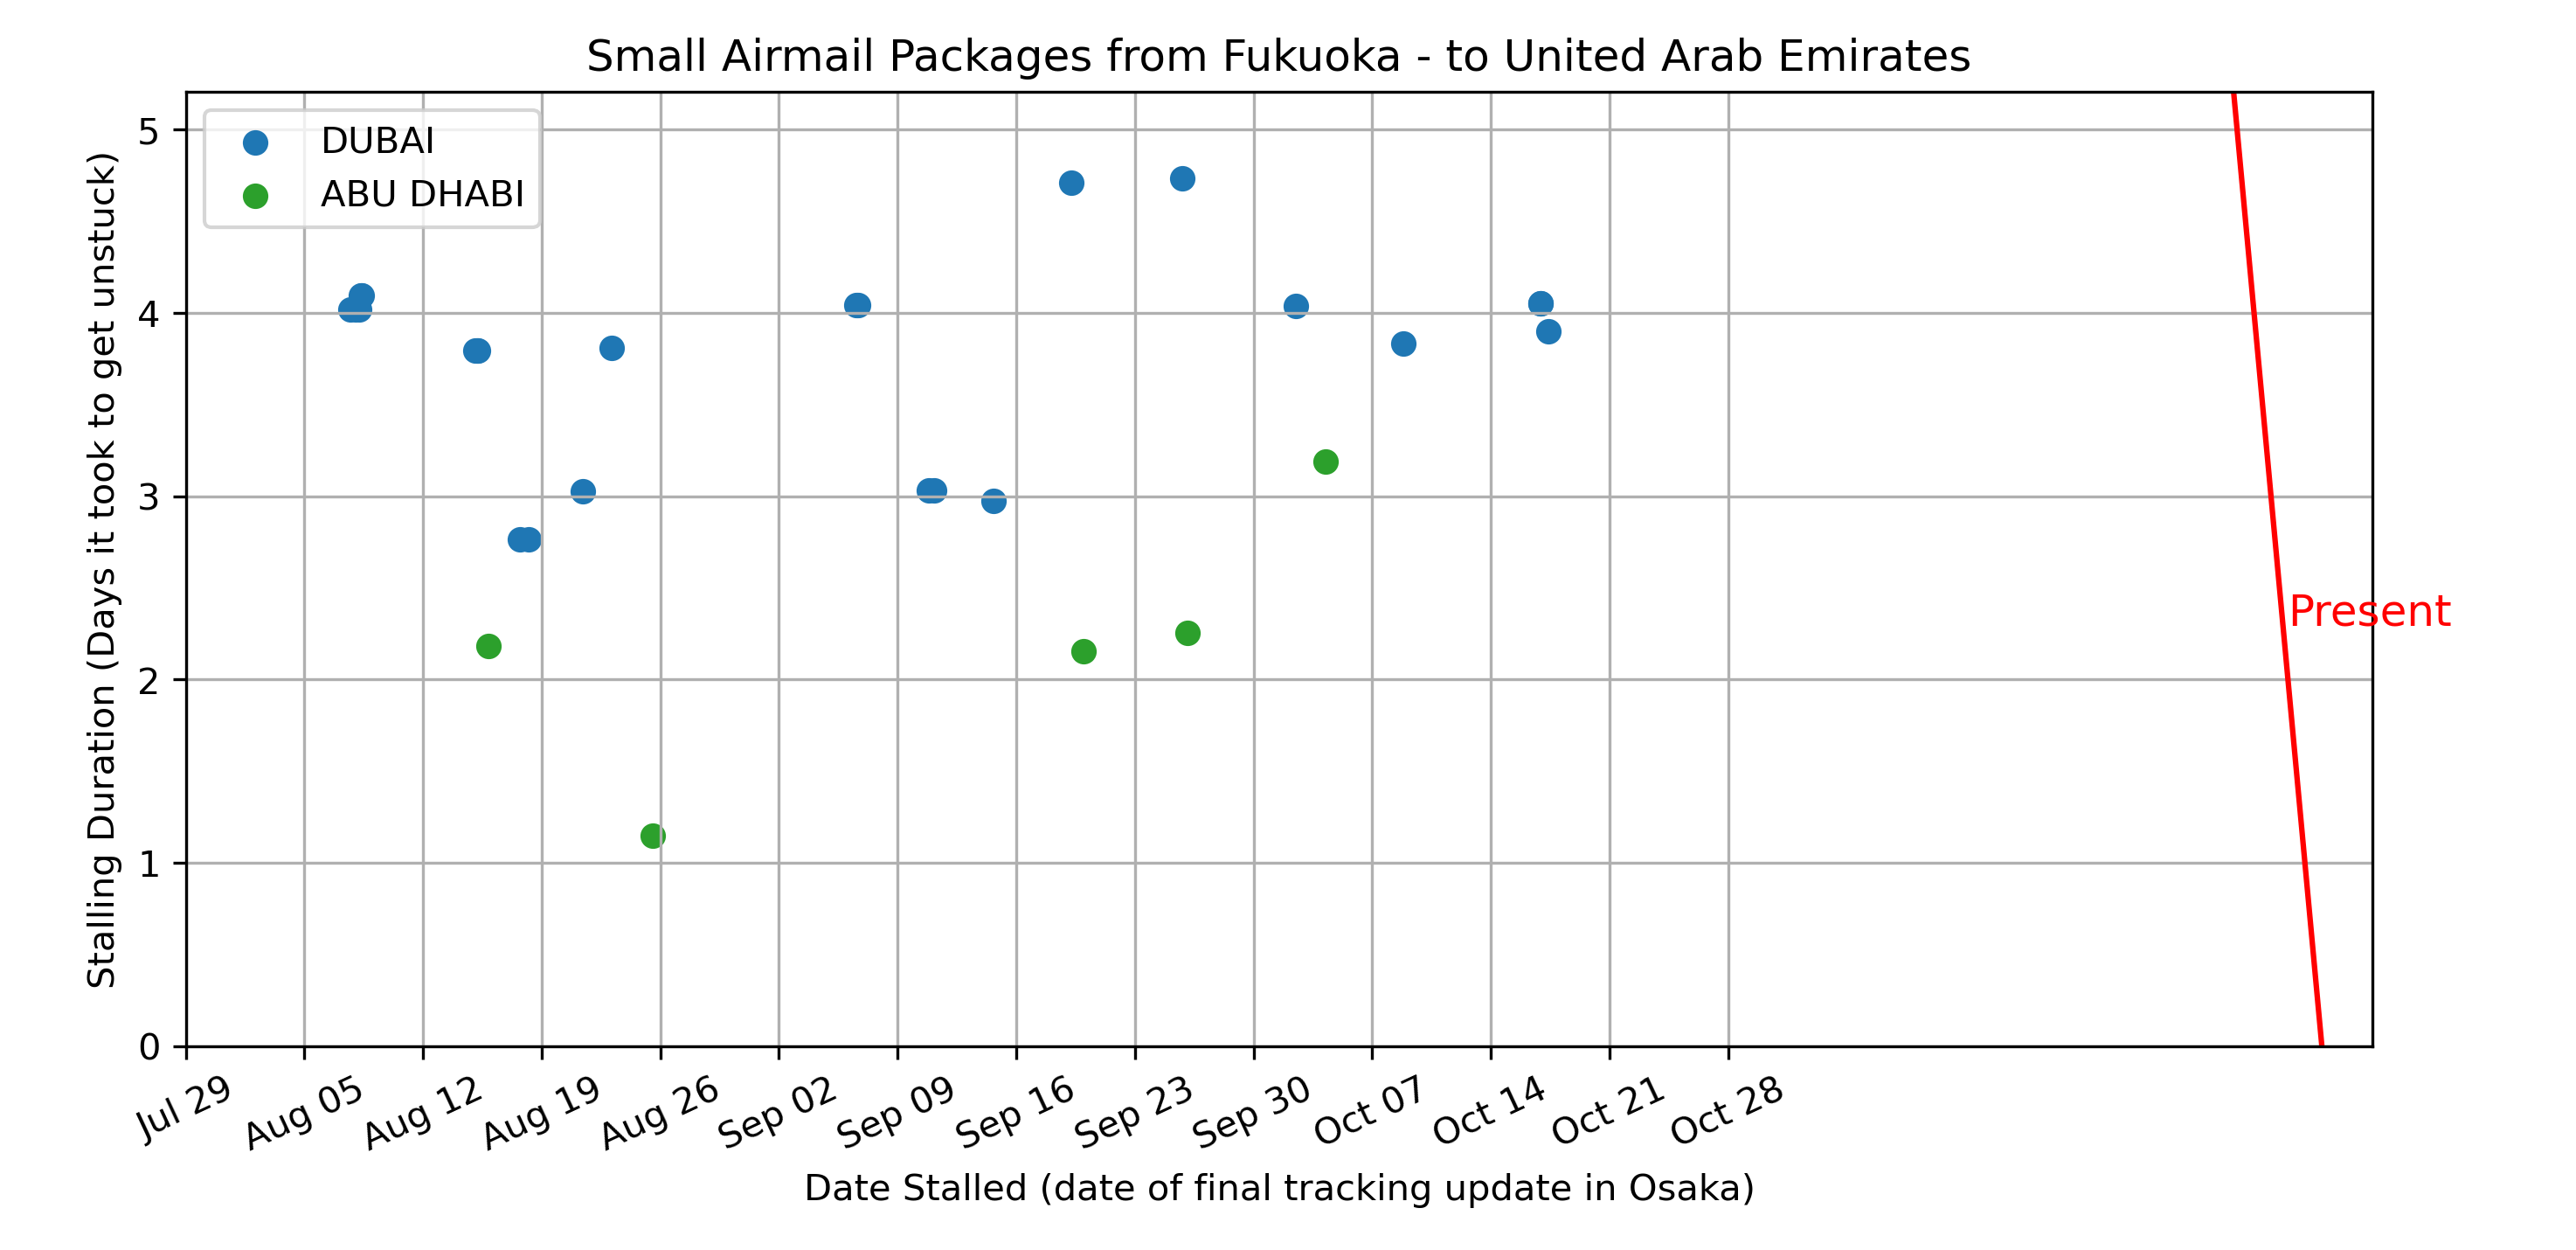 Small Airmail Packages from Fukuoka - to United Arab Emirates
DUBAI
ABU DHABI
Stalling Duration (Days it took to get unstuck)
5
4
3
2
1
0
Present
Jul 29
Aug 05
Aug 12
Aug 19
Aug 26
Sep 02
Sep 09
Sep 16
Sep 23
Sep 30
Oct 07
Oct 14
Oct 21
Oct 28
Date Stalled (date of final tracking update in Osaka)